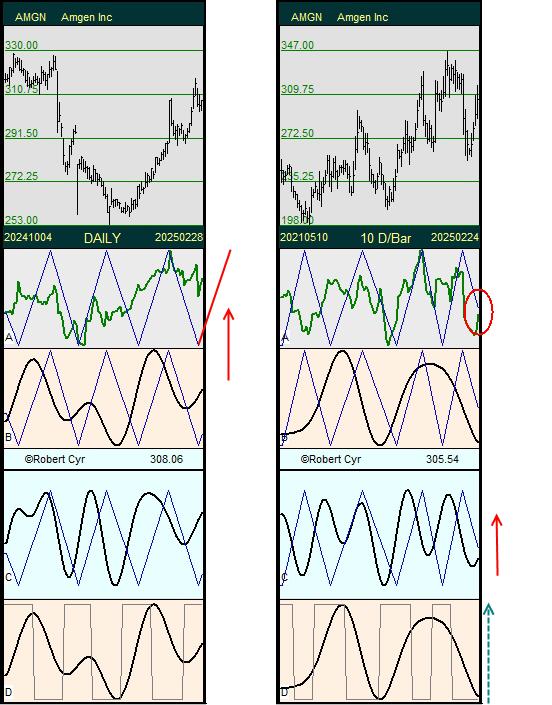 AMGN Amgen Inc
330.00
310.75
291.50
272.25
253.00
20241004 DAILY 20250228
A
B
©Robert Cyr 308.06
C
D
AMGN Amgen Inc
347.00
309.75
272.50
235.25
198.00
20210510 10 D/Bar 20250224
A
B
©Robert Cyr 305.54
C
D